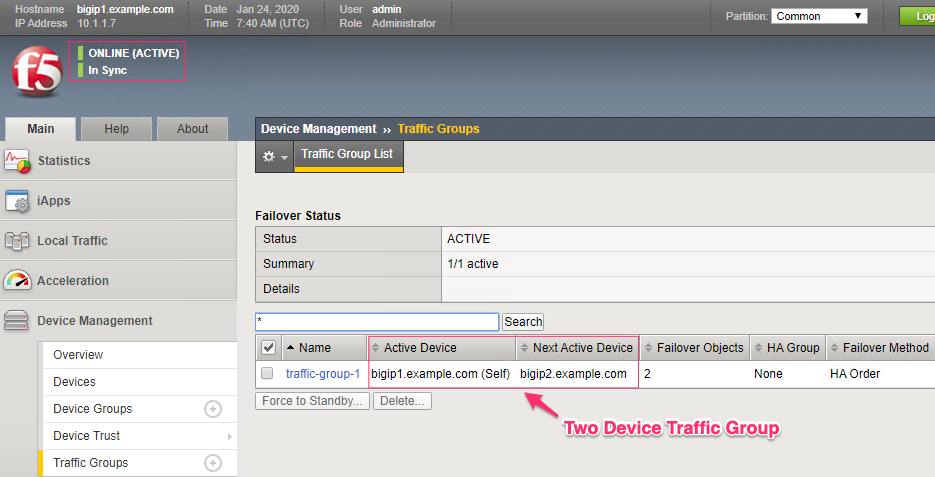 Hostname bigip1.example.com Date Jan 24, 2020 User admin
IP Address 10.1.1.7 Time 7:40 AM (UTC) Role Administrator
Partition: Common
Log
f5
ONLINE (ACTIVE)
In Sync
Main Help About
Statistics
iApps
Local Traffic
Acceleration
Device Management
Overview
Devices
Device Groups
Device Trust
Traffic Groups
Device Management ›› Traffic Groups
Traffic Group List
Failover Status
Status ACTIVE
Summary 1/1 active
Details
* Search
Name Active Device Next Active Device Failover Objects HA Group Failover Method
traffic-group-1 bigip1.example.com (Self) bigip2.example.com 2 None HA Order
Force to Standby... Delete...
Two Device Traffic Group